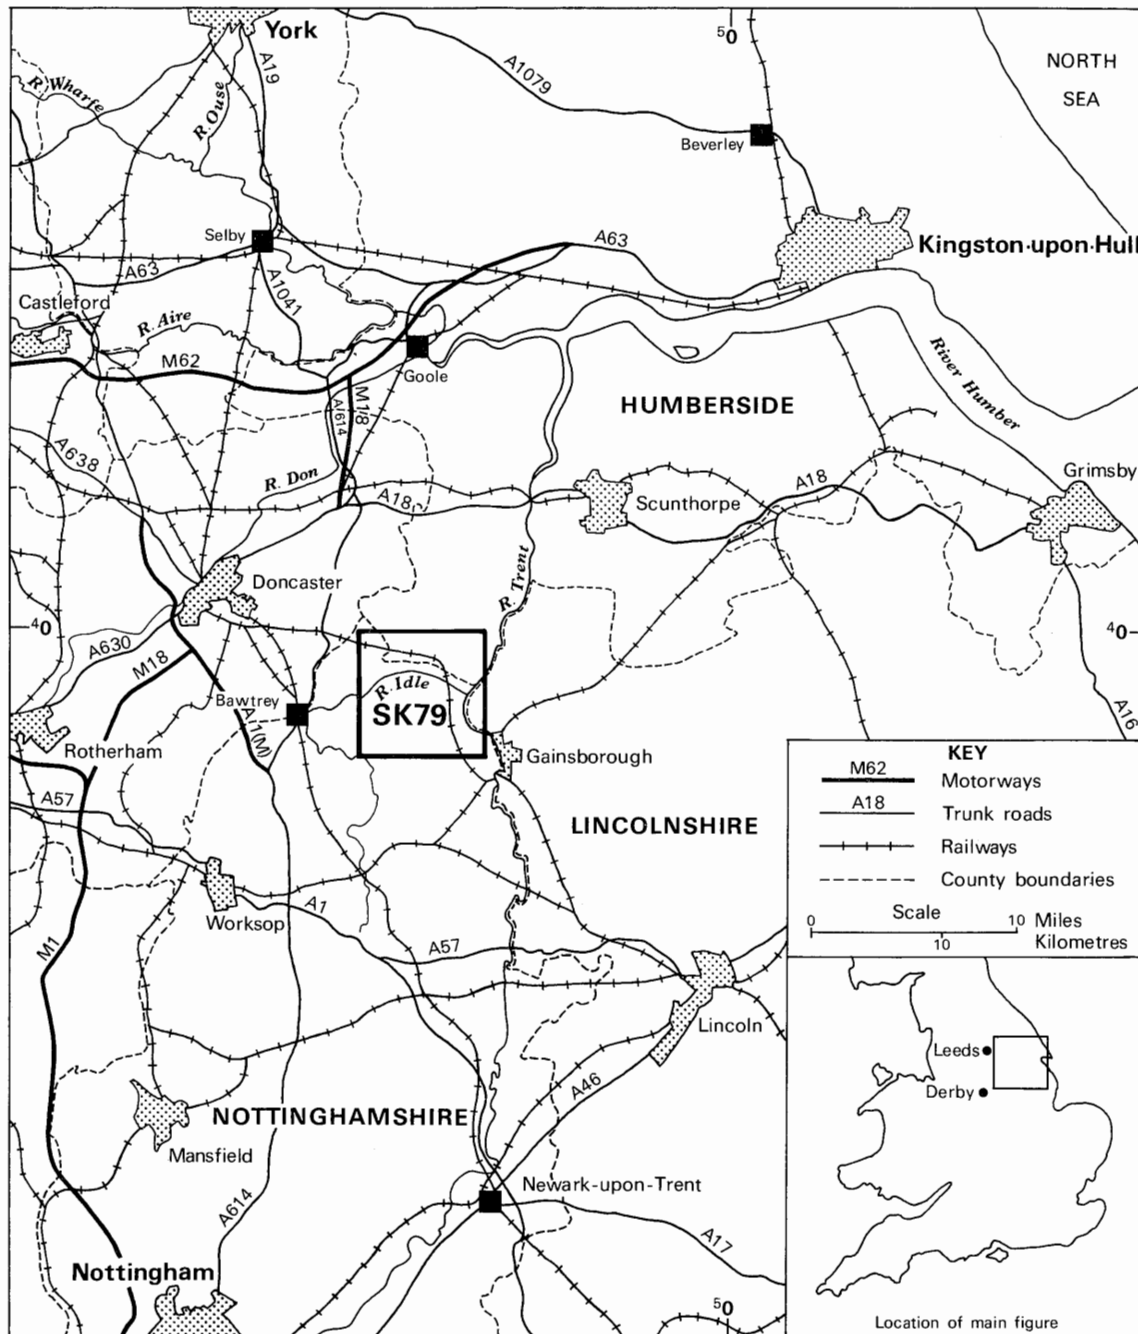 York
⁵0
NORTH
SEA
R. Wharfe
A19
R. Ouse
A1079
Beverley
Selby
A63
Kingston-upon-Hull
A63
A1041
Castleford
R. Aire
M62
Goole
River Humber
M18
A1614
HUMBERSIDE
A638
R. Don
A18
Scunthorpe
A18
Grimsby
R. Trent
Doncaster
⁴0
⁴0
A630
M18
R. Idle
Bawtrey
SK79
A1(M)
A16
Rotherham
Gainsborough
KEY
M62
Motorways
A18
Trunk roads
Railways
County boundaries
Scale
0 10 Miles
10 Kilometres
A57
LINCOLNSHIRE
Worksop
A1
A57
M1
Lincoln
Leeds
Derby
A46
NOTTINGHAMSHIRE
Mansfield
Newark-upon-Trent
A614
A17
Nottingham
⁵0
Location of main figure